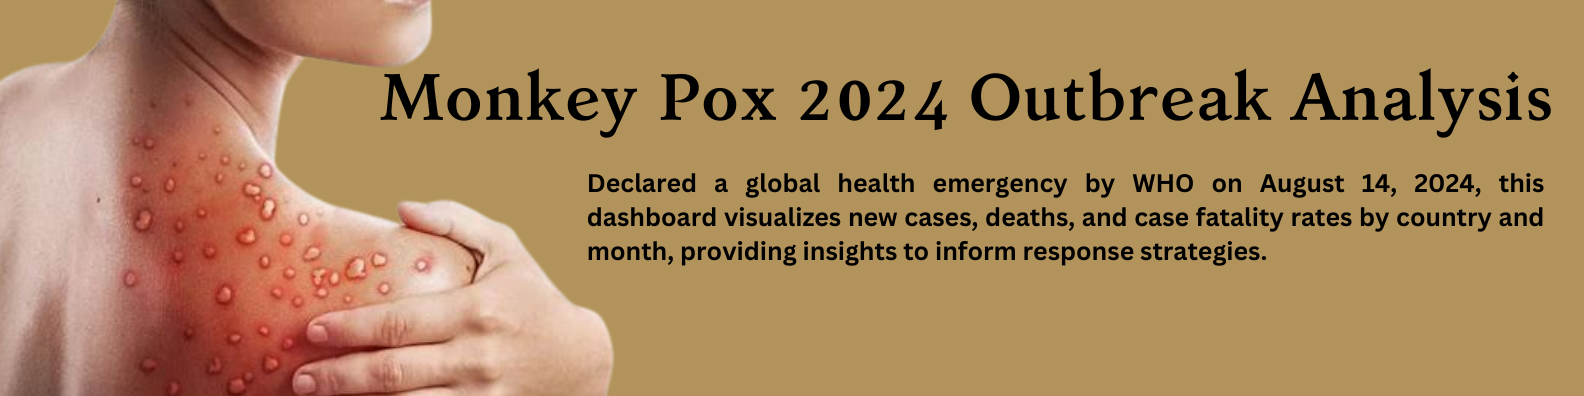 Monkey Pox 2024 Outbreak Analysis
Declared a global health emergency by WHO on August 14, 2024, this
dashboard visualizes new cases, deaths, and case fatality rates by country and
month, providing insights to inform response strategies.